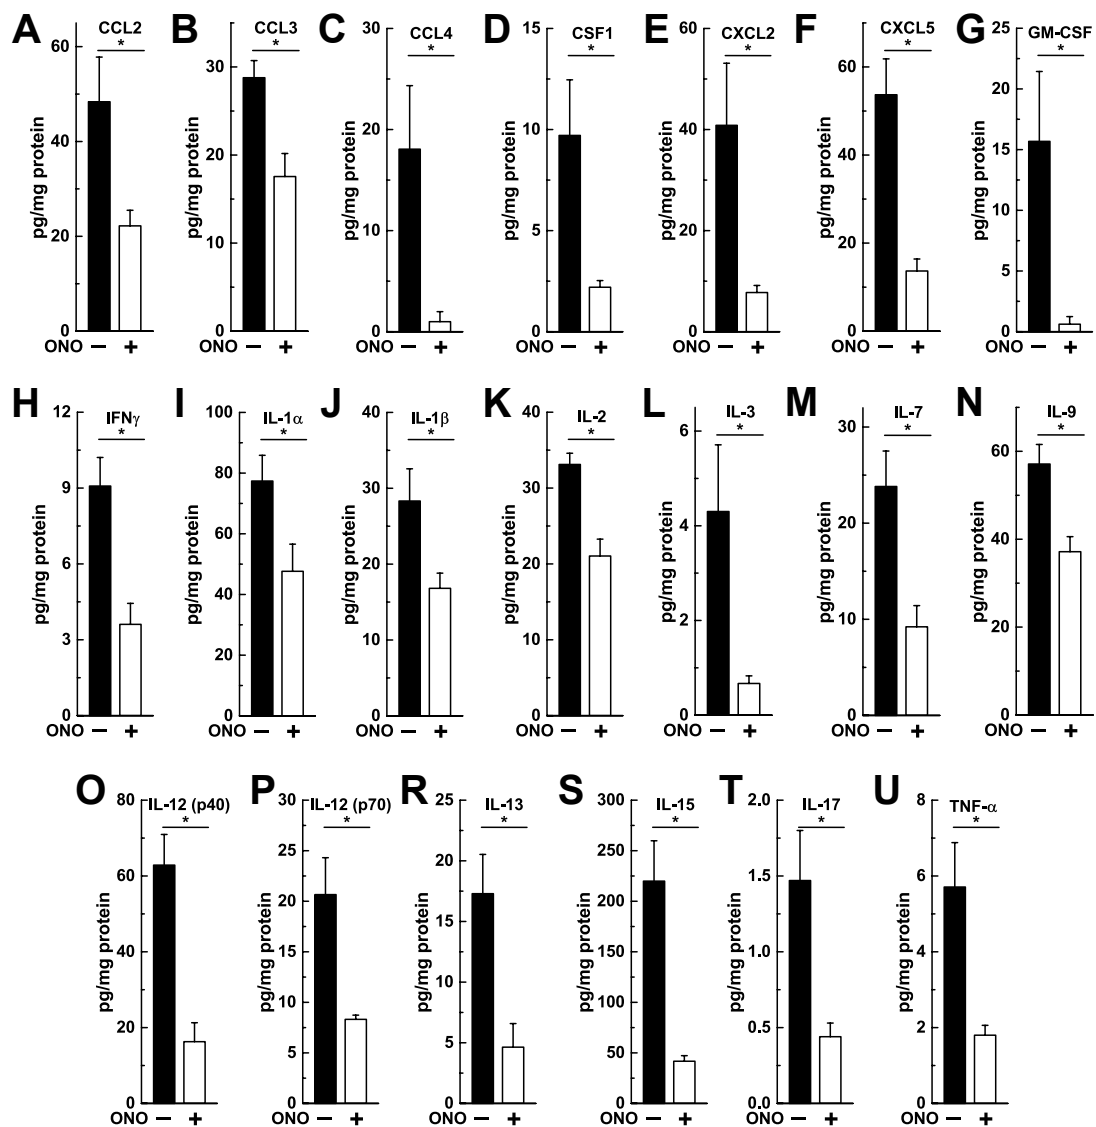 A B C D E F G
CCL2 CCL3 CCL4 CSF1 CXCL2 CXCL5 GM-CSF
* * * * * * *
pg/mg protein pg/mg protein pg/mg protein pg/mg protein pg/mg protein pg/mg protein pg/mg protein
60 40 20 0
30 20 10 0
30 20 10 0
15 10 5 0
60 40 20 0
60 40 20 0
25 20 15 10 5 0
ONO − + ONO − + ONO − + ONO − + ONO − + ONO − + ONO − +
H I J K L M N
IFNγ IL-1α IL-1β IL-2 IL-3 IL-7 IL-9
* * * * * * *
pg/mg protein pg/mg protein pg/mg protein pg/mg protein pg/mg protein pg/mg protein pg/mg protein
12 9 6 3 0
100 80 60 40 20 0
40 30 20 10 0
40 30 20 10 0
6 4 2 0
30 20 10 0
60 40 20 0
ONO − + ONO − + ONO − + ONO − + ONO − + ONO − + ONO − +
O P R S T U
IL-12 (p40) IL-12 (p70) IL-13 IL-15 IL-17 TNF-α
* * * * * *
pg/mg protein pg/mg protein pg/mg protein pg/mg protein pg/mg protein pg/mg protein
80 60 40 20 0
30 25 20 15 10 5 0
25 20 15 10 5 0
300 250 200 150 100 50 0
2.0 1.5 1.0 0.5 0.0
8 6 4 2 0
ONO − + ONO − + ONO − + ONO − + ONO − + ONO − +